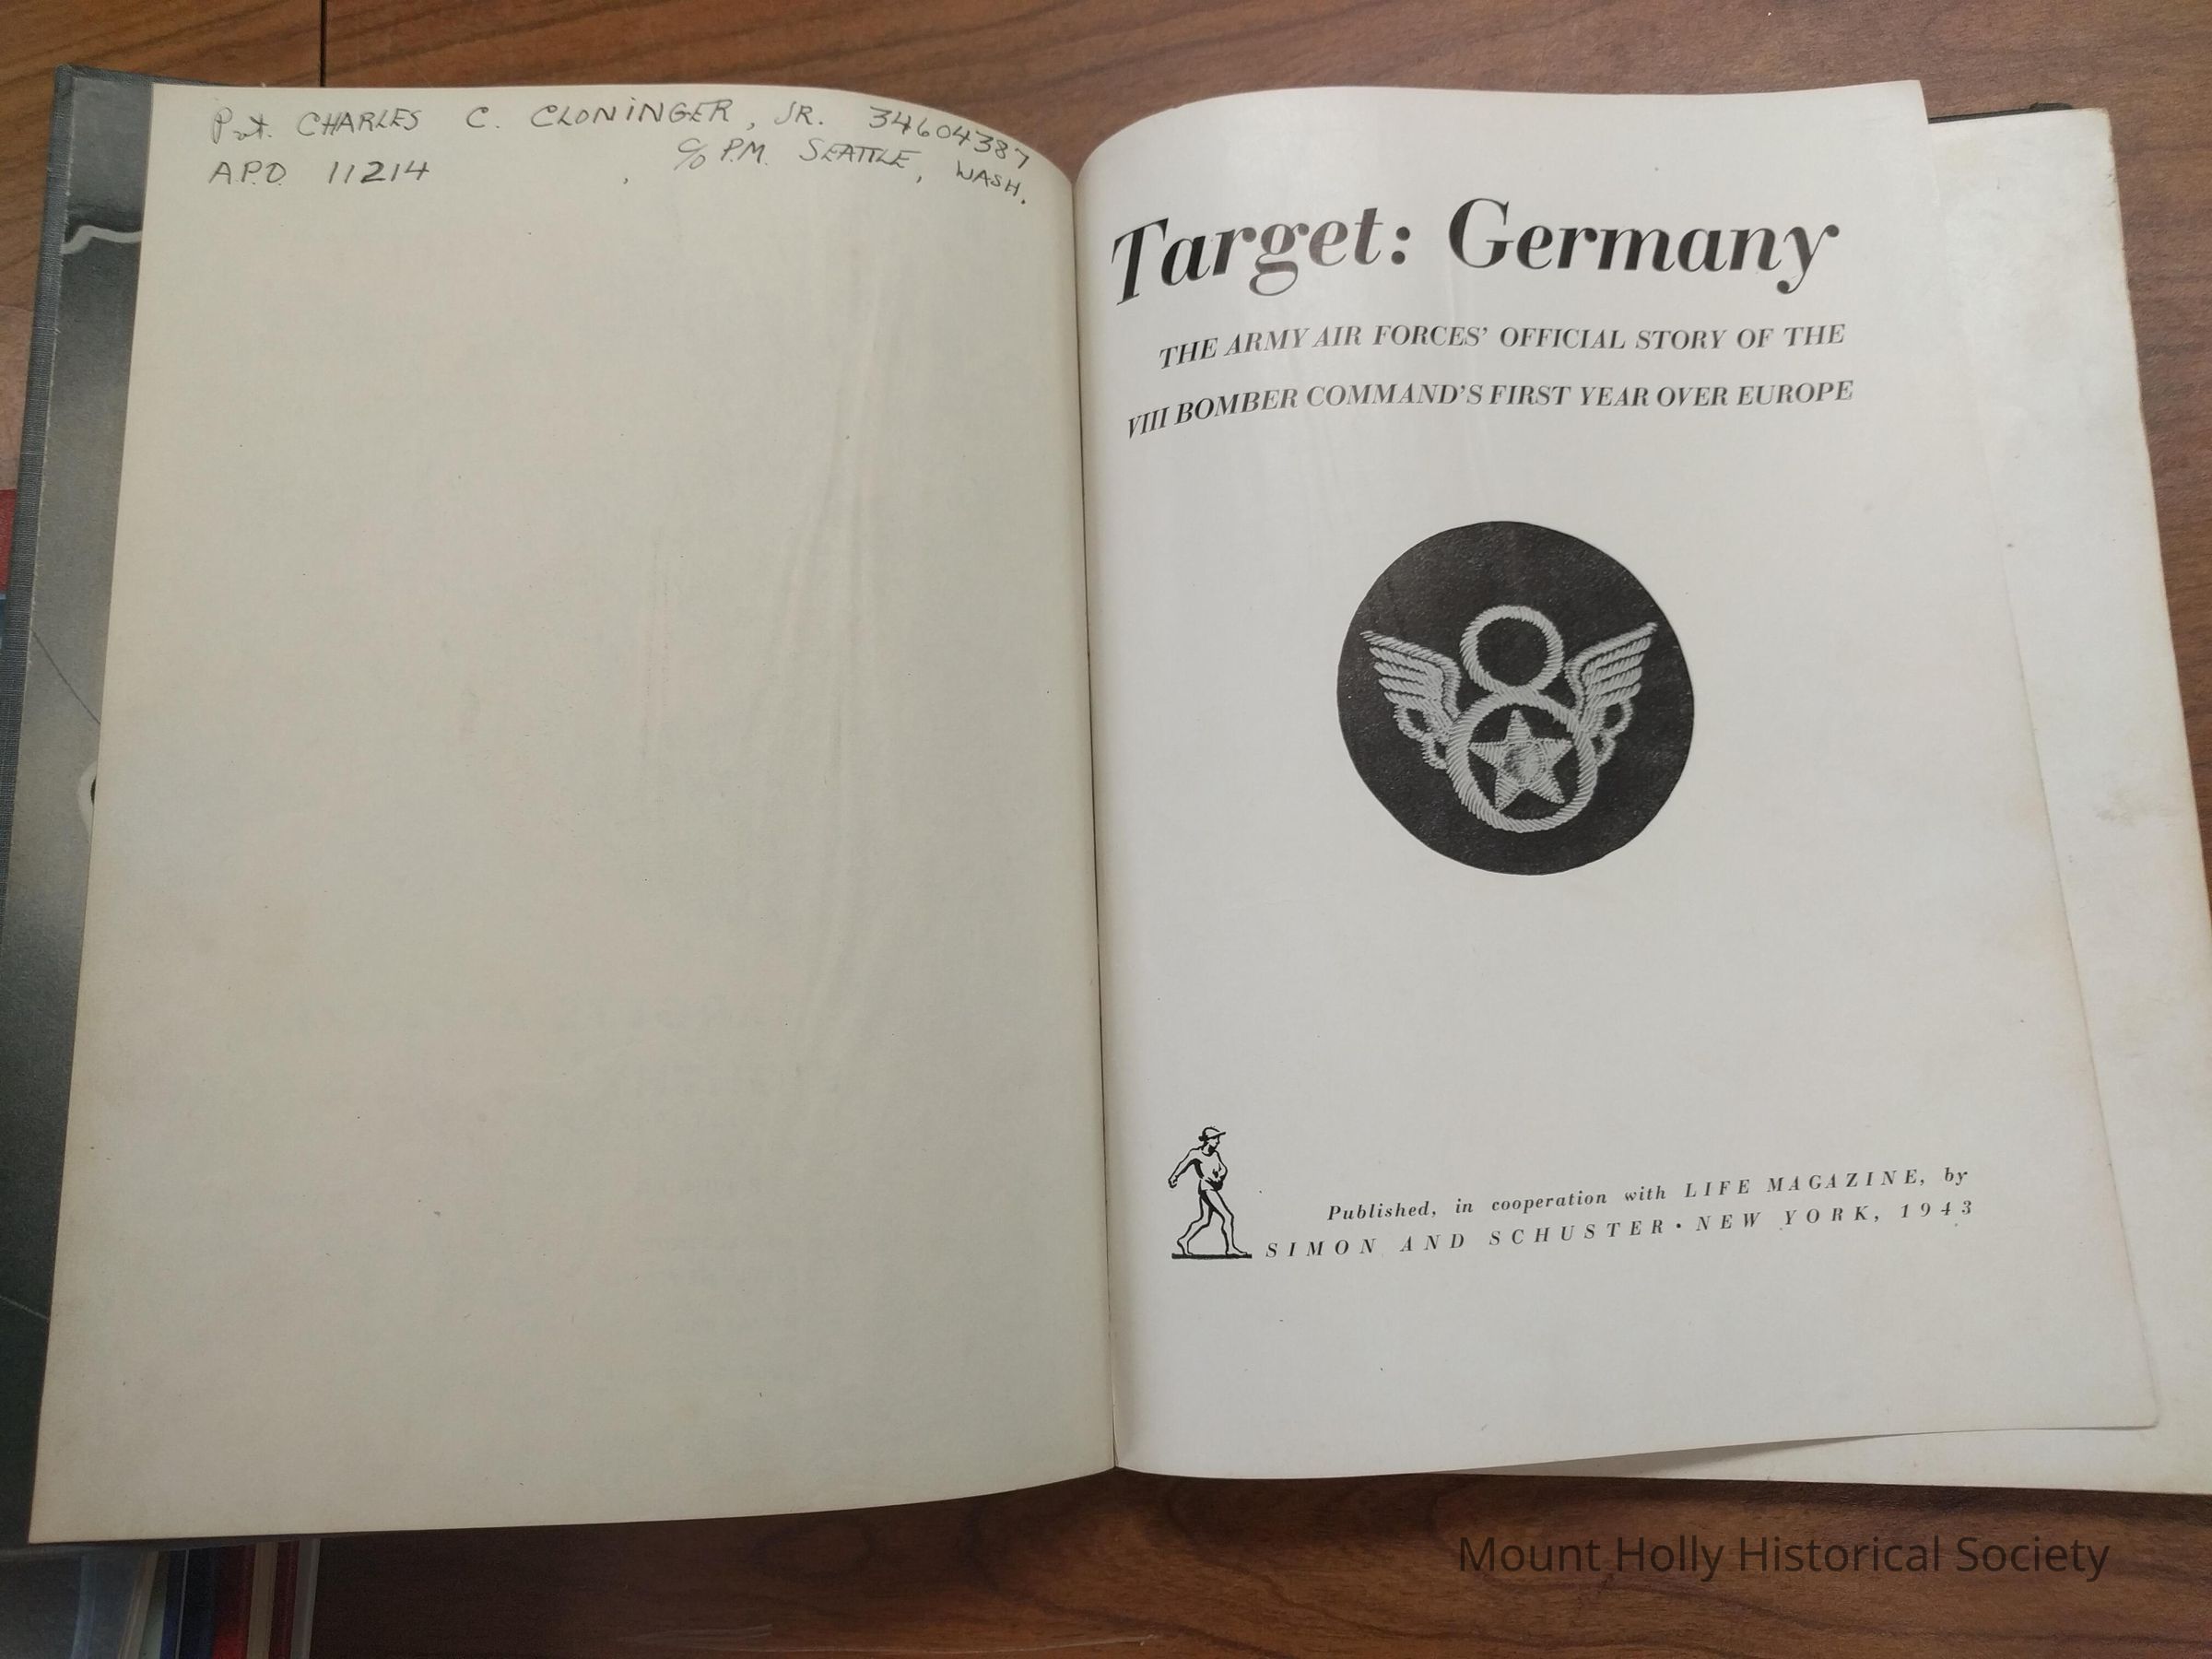 Pvt. CHARLES C. CLONINGER, JR. 34604387
A.P.O. 11214 , c/o P.M. SEATTLE, WASH.
Target: Germany
THE ARMY AIR FORCES' OFFICIAL STORY OF THE
VIII BOMBER COMMAND'S FIRST YEAR OVER EUROPE
Published, in cooperation with LIFE MAGAZINE, by
SIMON AND SCHUSTER • NEW YORK, 1943
Mount Holly Historical Society